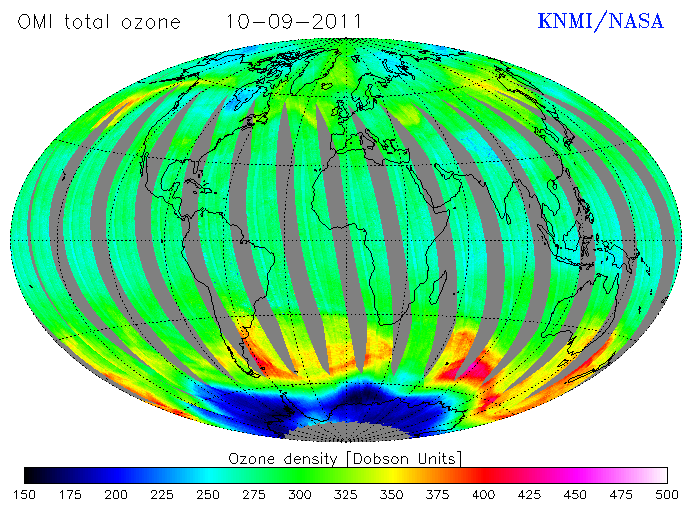 OMI total ozone 10-09-2011 KNMI/NASA
Ozone density [Dobson Units]
150 175 200 225 250 275 300 325 350 375 400 425 450 475 500